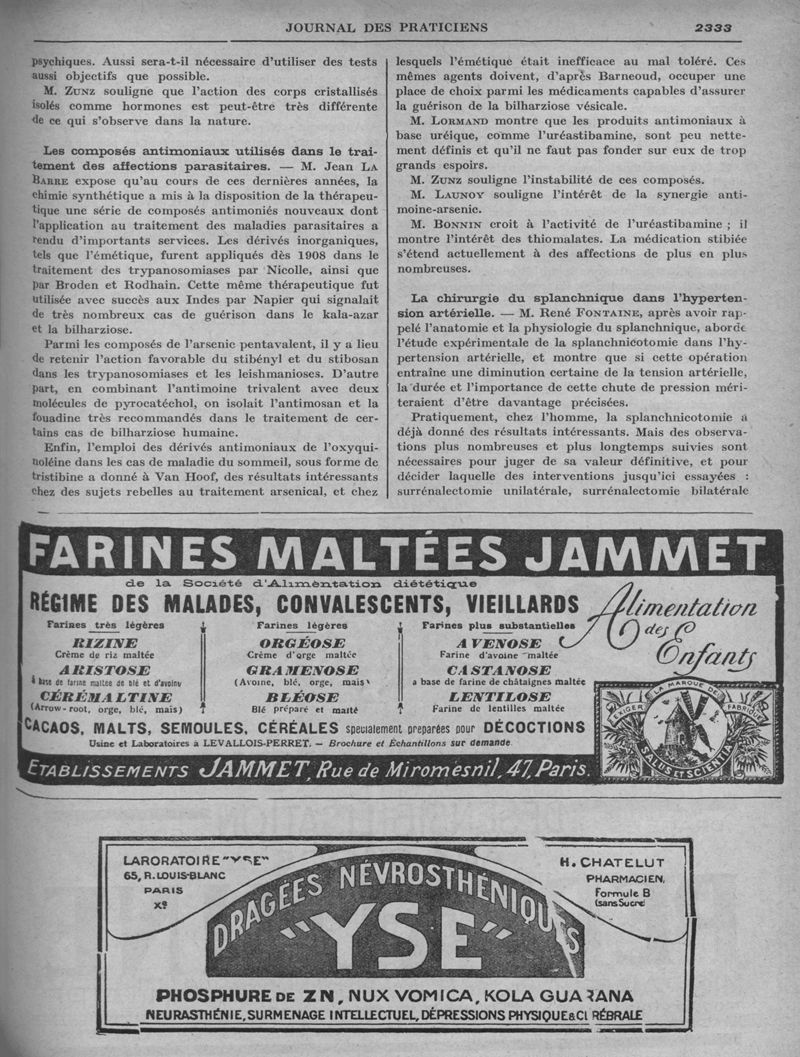 JOURNAL DES PRATICIENS 2333
psychiques. Aussi sera-t-il nécessaire d'utiliser des tests
aussi objectifs que possible.
M. ZUNZ souligne que l'action des corps cristallisés
isolés comme hormones est peut-être très différente
de ce qui s'observe dans la nature.
Les composés antimoniaux utilisés dans le trai-
tement des affections parasitaires. — M. Jean LA
BARRE expose qu'au cours de ces dernières années, la
chimie synthétique a mis à la disposition de la thérapeu-
tique une série de composés antimoniés nouveaux dont
l'application au traitement des maladies parasitaires a
rendu d'importants services. Les dérivés inorganiques,
tels que l'émétique, furent appliqués dès 1908 dans le
traitement des trypanosomiases par Nicolle, ainsi que
par Broden et Rodhain. Cette même thérapeutique fut
utilisée avec succès aux Indes par Napier qui signalait
de très nombreux cas de guérison dans le kala-azar
et la bilharziose.
Parmi les composés de l'arsenic pentavalent, il y a lieu
de retenir l'action favorable du stibényl et du stibosan
dans les trypanosomiases et les leishmanioses. D'autre
part, en combinant l'antimoine trivalent avec deux
molécules de pyrocatéchol, on isolait l'antimosan et la
fouadine très recommandés dans le traitement de cer-
tains cas de bilharziose humaine.
Enfin, l'emploi des dérivés antimoniaux de l'oxyqui-
noléine dans les cas de maladie du sommeil, sous forme de
tristibine a donné à Van Hoof, des résultats intéressants
chez des sujets rebelles au traitement arsenical, et chez
lesquels l'émétique était inefficace au mal toléré. Ces
mêmes agents doivent, d'après Barneoud, occuper une
place de choix parmi les médicaments capables d'assurer
la guérison de la bilharziose vésicale.
M. LORMAND montre que les produits antimoniaux à
base uréique, comme l'uréastibamine, sont peu nette-
ment définis et qu'il ne faut pas fonder sur eux de trop
grands espoirs.
M. ZUNZ souligne l'instabilité de ces composés.
M. LAUNOY souligne l'intérêt de la synergie anti-
moine-arsenic.
M. BONNIN croit à l'activité de l'uréastibamine ; il
montre l'intérêt des thiomalates. La médication stibiée
s'étend actuellement à des affections de plus en plus
nombreuses.
La chirurgie du splanchnique dans l'hyperten-
sion artérielle. — M. René FONTAINE, après avoir rap-
pelé l'anatomie et la physiologie du splanchnique, aborde
l'étude expérimentale de la splanchnicotomie dans l'hy-
pertension artérielle, et montre que si cette opération
entraîne une diminution certaine de la tension artérielle,
la durée et l'importance de cette chute de pression méri-
teraient d'être davantage précisées.
Pratiquement, chez l'homme, la splanchnicotomie a
déjà donné des résultats intéressants. Mais des observa-
tions plus nombreuses et plus longtemps suivies sont
nécessaires pour juger de sa valeur définitive, et pour
décider laquelle des interventions jusqu'ici essayées :
surrénalectomie unilatérale, surrénalectomie bilatérale
FARINES MALTÉES JAMMET
de la Société d'Alimèntation diététique
RÉGIME DES MALADES, CONVALESCENTS, VIEILLARDS
Alimentation
des
Enfants
Farines très légères
RIZINE
Crème de riz maltée
ARISTOSE
à base de farine maltée de blé et d'avoine
CÉRÉMALTINE
(Arrow-root, orge, blé, mais)
Farines légères
ORGÉOSE
Crème d'orge maltée
GRAMENOSE
(Avoine, blé, orge, mais)
BLÉOSE
Blé préparé et malté
Farines plus substantielles
AVENOSE
Farine d'avoine maltée
CASTANOSE
a base de farine de châtaignes maltée
LENTILOSE
Farine de lentilles maltée
CACAOS, MALTS, SEMOULES, CÉRÉALES specialement preparées pour DÉCOCTIONS
Usine et Laboratoires à LEVALLOIS-PERRET. — Brochure et Échantillons sur demande
EXIGER LA MARQUE DE FABRIQUE
SALUS ET SCIENTIA
ETABLISSEMENTS JAMMET, Rue de Miromesnil, 47, Paris.
LARORATOIRE "YSE"
65, R. LOUIS-BLANC
PARIS
Xe
H. CHATELUT
PHARMACIEN.
Formule B
(sans Sucre)
DRAGÉES NÉVROSTHÉNIQUES
"YSE"
PHOSPHURE DE ZN, NUX VOMICA, KOLA GUARANA
NEURASTHÉNIE, SURMENAGE INTELLECTUEL, DÉPRESSIONS PHYSIQUE & CÉRÉBRALE